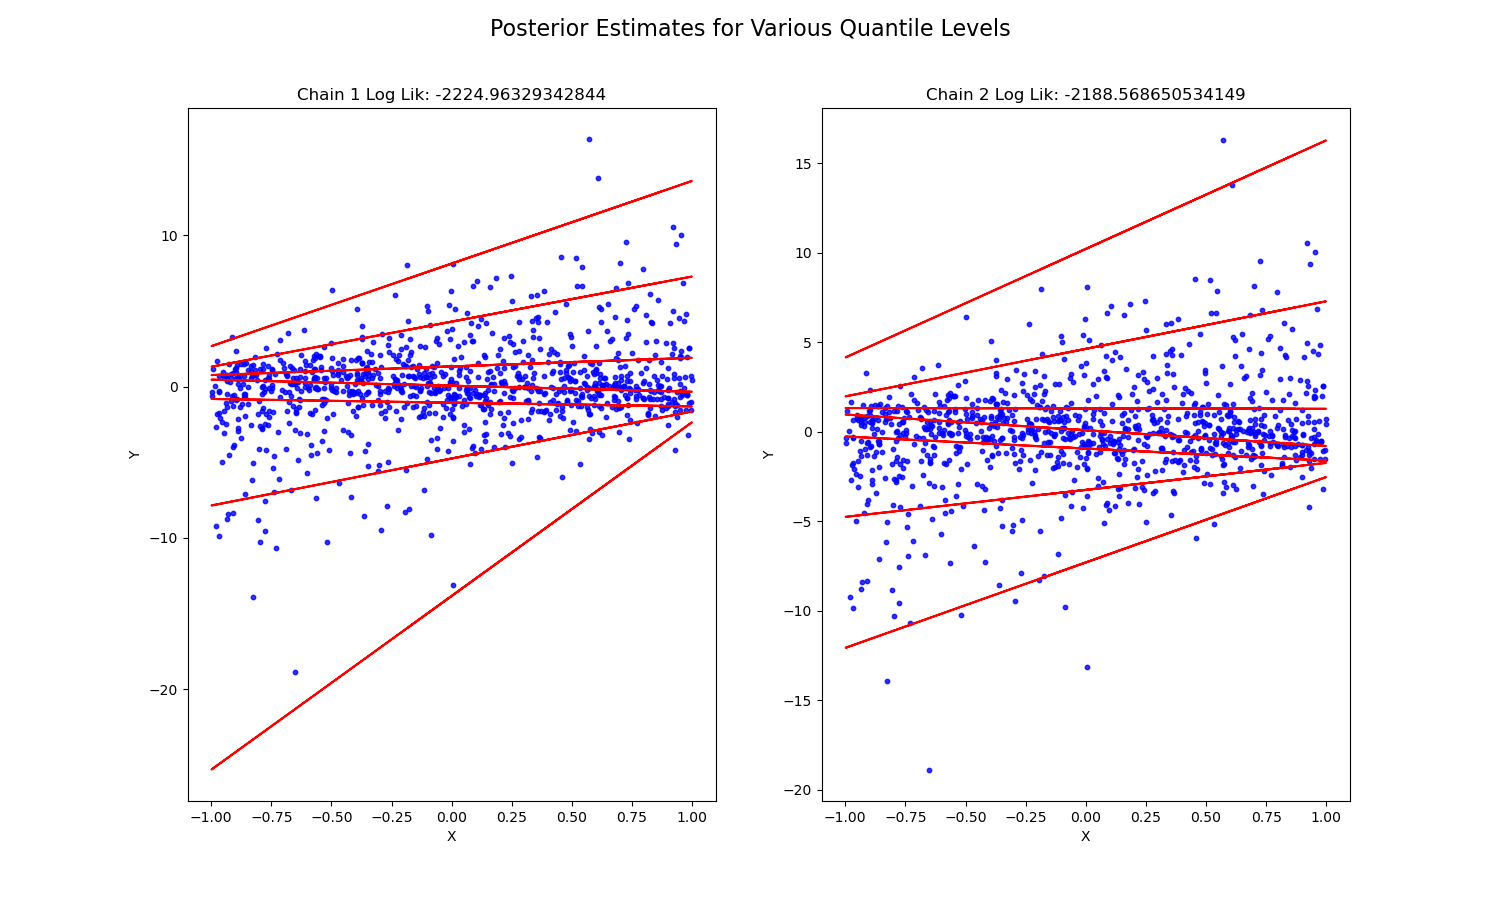 Posterior Estimates for Various Quantile Levels
Chain 1 Log Lik: -2224.96329342844
Y
10
0
−10
−20
−1.00 −0.75 −0.50 −0.25 0.00 0.25 0.50 0.75 1.00
X
Chain 2 Log Lik: -2188.568650534149
Y
15
10
5
0
−5
−10
−15
−20
−1.00 −0.75 −0.50 −0.25 0.00 0.25 0.50 0.75 1.00
X